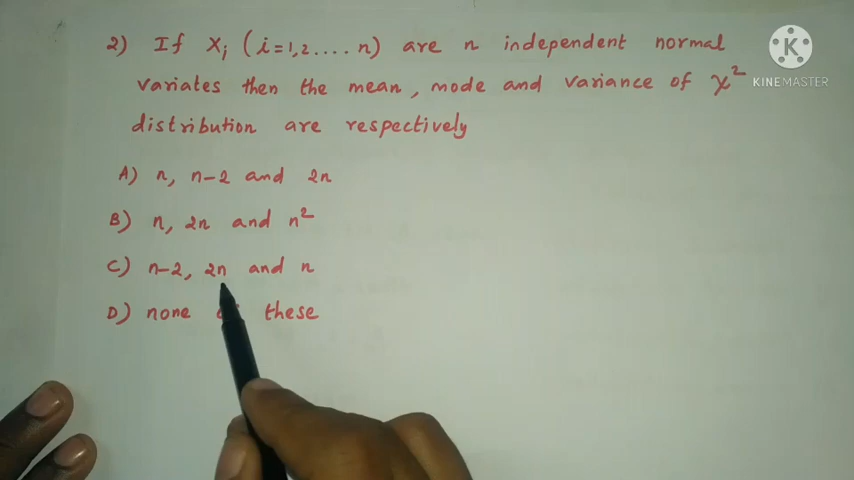 2) If Xi (i=1,2....n) are n independent normal
K
KINEMASTER
variates then the mean, mode and variance of χ²
distribution are respectively
A) n, n-2 and 2n
B) n, 2n and n²
C) n-2, 2n and n
D) none these